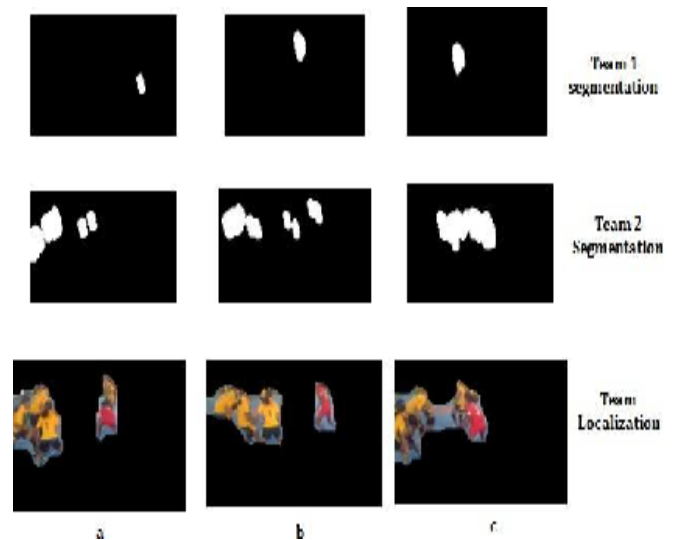 Team 1
segmentation
Team 2
Segmentation
Team
Localization
a
b
c